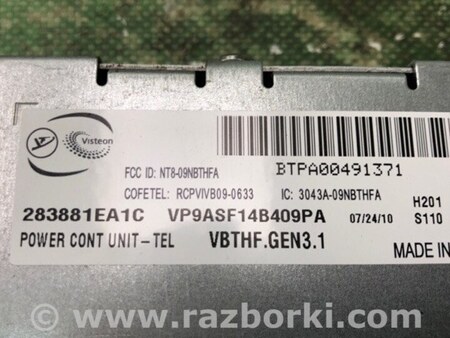 Visteon
FCC ID: NT8-09NBTHFA
BTPA00491371
COFETEL: RCPVIVB09-0633 IC: 3043A-09NBTHFA
H201
283881EA1C VP9ASF14B409PA 07/24/10 S110
POWER CONT UNIT-TEL VBTHF.GEN3.1 MADE IN
© www.razborki.com